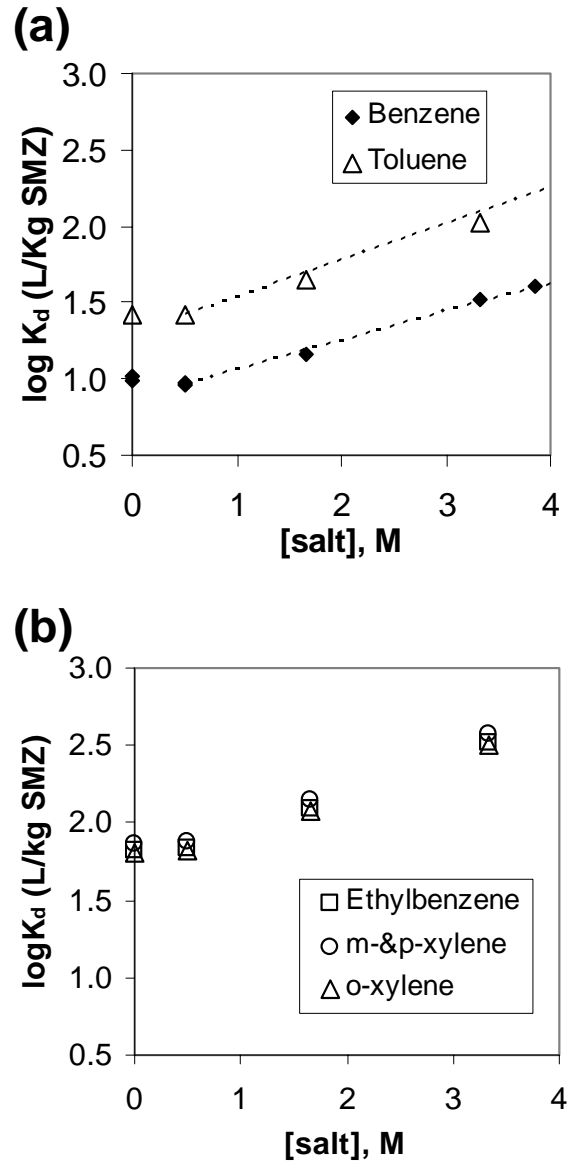 (a)
3.0
2.5
2.0
1.5
1.0
0.5
log Kd (L/Kg SMZ)
Benzene
Toluene
0 1 2 3 4
[salt], M
(b)
3.0
2.5
2.0
1.5
1.0
0.5
logKd (L/kg SMZ)
Ethylbenzene
m-&p-xylene
o-xylene
0 1 2 3 4
[salt], M